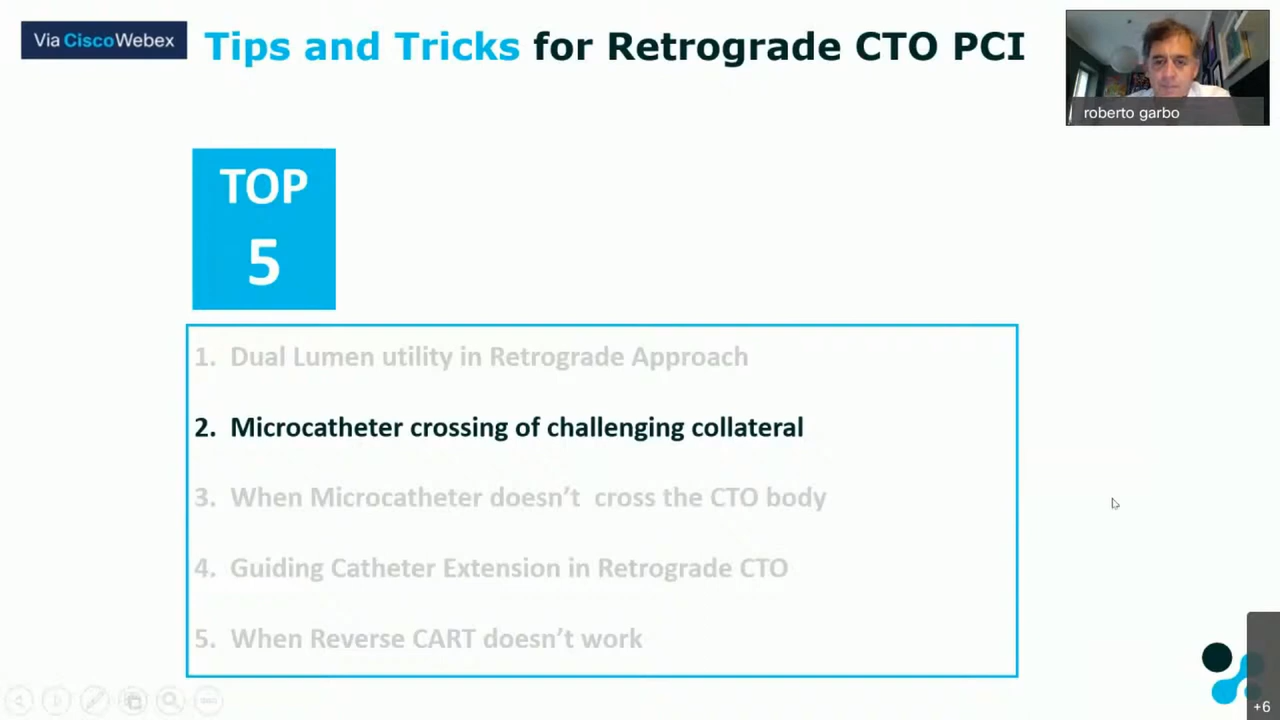 Via Cisco Webex
Tips and Tricks for Retrograde CTO PCI
roberto garbo
TOP
5
1. Dual Lumen utility in Retrograde Approach
2. Microcatheter crossing of challenging collateral
3. When Microcatheter doesn’t cross the CTO body
4. Guiding Catheter Extension in Retrograde CTO
5. When Reverse CART doesn’t work
+6